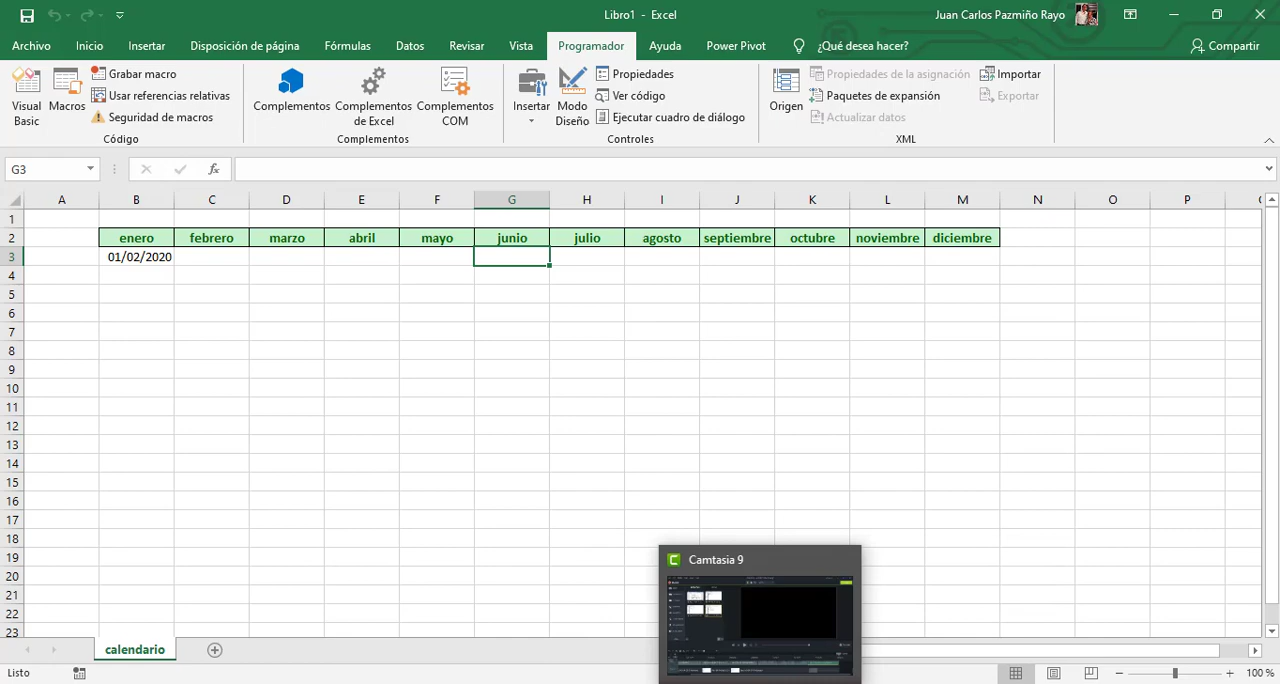 Libro1 - Excel
Juan Carlos Pazmiño Rayo
Archivo Inicio Insertar Disposición de página Fórmulas Datos Revisar Vista Programador Ayuda Power Pivot ¿Qué desea hacer? Compartir
Visual Basic
Macros
Grabar macro
Usar referencias relativas
Seguridad de macros
Código
Complementos
Complementos de Excel
Complementos COM
Complementos
Insertar
Modo Diseño
Propiedades
Ver código
Ejecutar cuadro de diálogo
Controles
Origen
Propiedades de la asignación
Paquetes de expansión
Actualizar datos
Importar
Exportar
XML
G3
fx
A B C D E F G H I J K L M N O P
1
2 enero febrero marzo abril mayo junio julio agosto septiembre octubre noviembre diciembre
3 01/02/2020
4
5
6
7
8
9
10
11
12
13
14
15
16
17
18
19
20
21
22
23
Camtasia 9
calendario
Listo
100 %